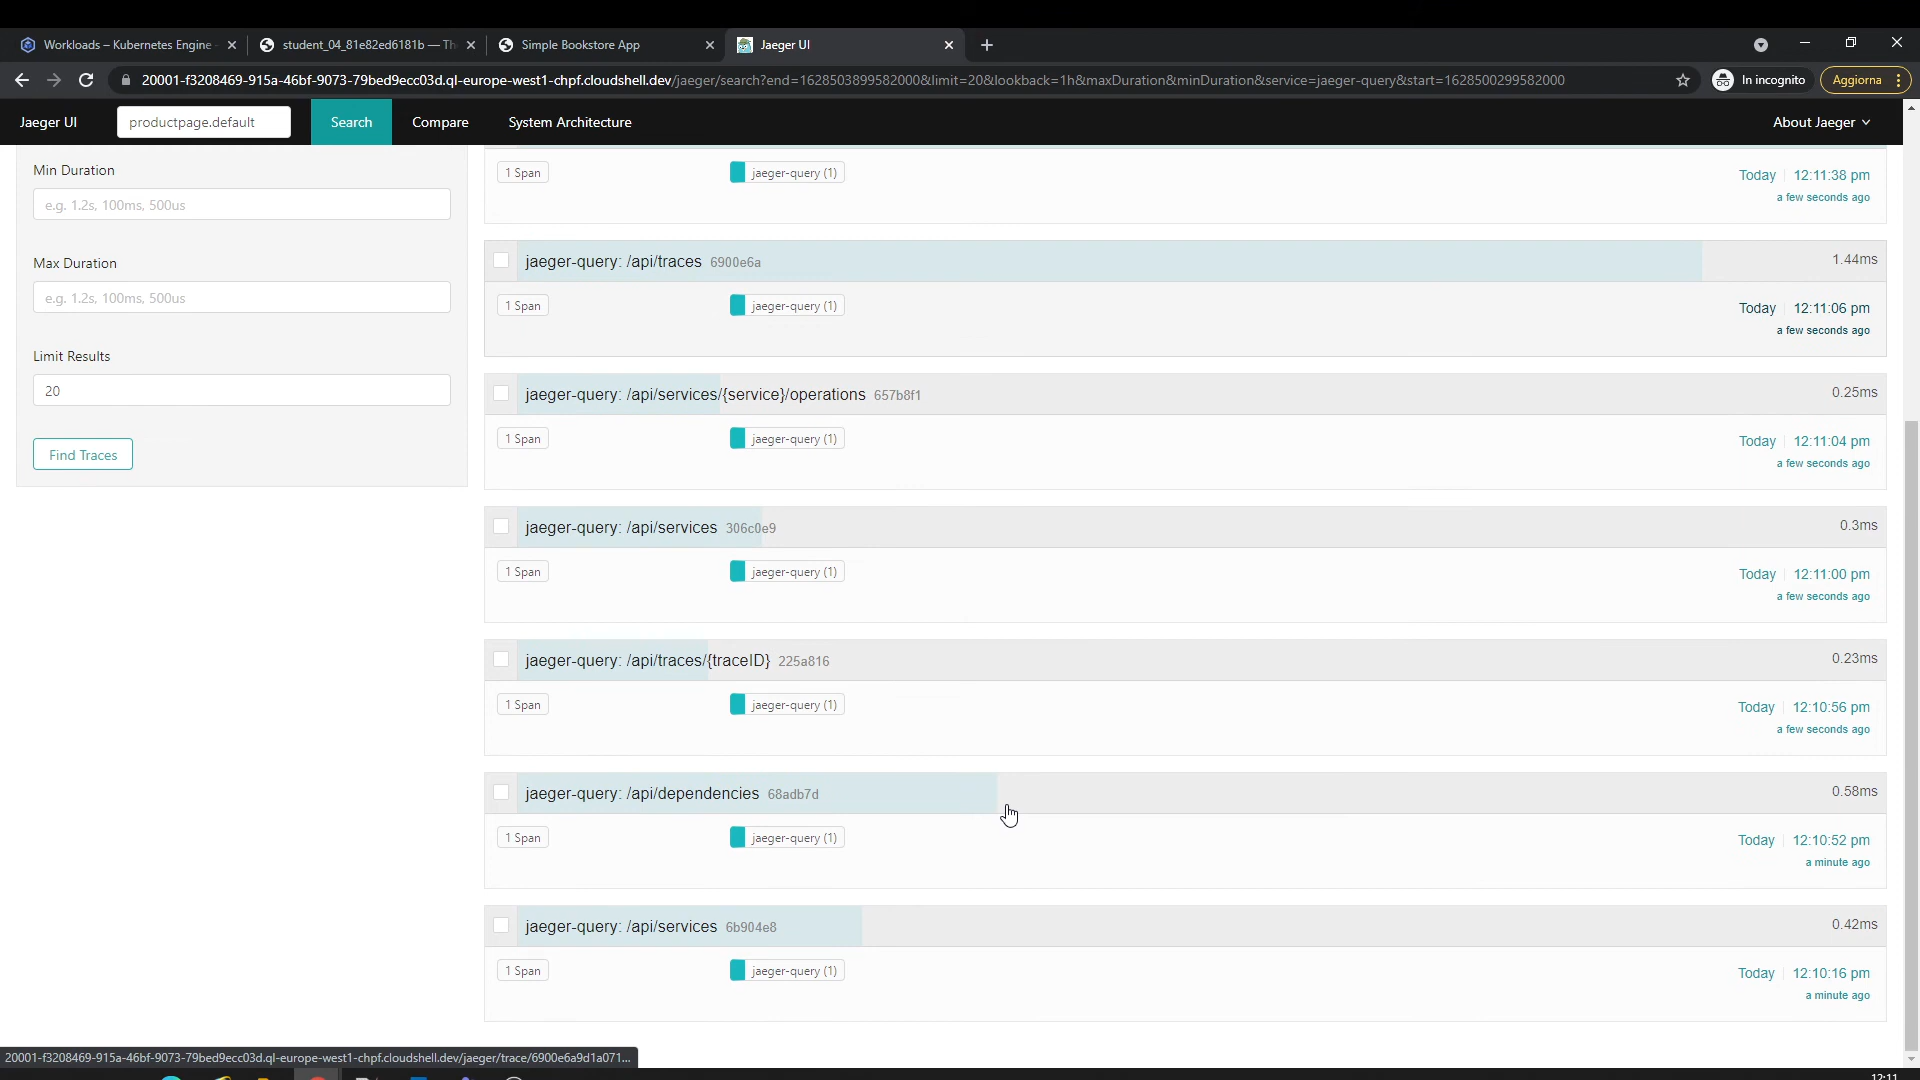 Workloads – Kubernetes Engine
student_04_81e82ed6181b — Th
Simple Bookstore App
Jaeger UI
20001-f3208469-915a-46bf-9073-79bed9ecc03d.ql-europe-west1-chpf.cloudshell.dev/jaeger/search?end=1628503899582000&limit=20&lookback=1h&maxDuration&minDuration&service=jaeger-query&start=1628500299582000
In incognito
Aggiorna
Jaeger UI
productpage.default
Search
Compare
System Architecture
About Jaeger
Min Duration
e.g. 1.2s, 100ms, 500us
Max Duration
e.g. 1.2s, 100ms, 500us
Limit Results
20
Find Traces
1 Span
jaeger-query (1)
Today 12:11:38 pm
a few seconds ago
jaeger-query: /api/traces 6900e6a
1.44ms
1 Span
jaeger-query (1)
Today 12:11:06 pm
a few seconds ago
jaeger-query: /api/services/{service}/operations 657b8f1
0.25ms
1 Span
jaeger-query (1)
Today 12:11:04 pm
a few seconds ago
jaeger-query: /api/services 306c0e9
0.3ms
1 Span
jaeger-query (1)
Today 12:11:00 pm
a few seconds ago
jaeger-query: /api/traces/{traceID} 225a816
0.23ms
1 Span
jaeger-query (1)
Today 12:10:56 pm
a few seconds ago
jaeger-query: /api/dependencies 68adb7d
0.58ms
1 Span
jaeger-query (1)
Today 12:10:52 pm
a minute ago
jaeger-query: /api/services 6b904e8
0.42ms
1 Span
jaeger-query (1)
Today 12:10:16 pm
a minute ago
20001-f3208469-915a-46bf-9073-79bed9ecc03d.ql-europe-west1-chpf.cloudshell.dev/jaeger/trace/6900e6a9d1a071...
12:11